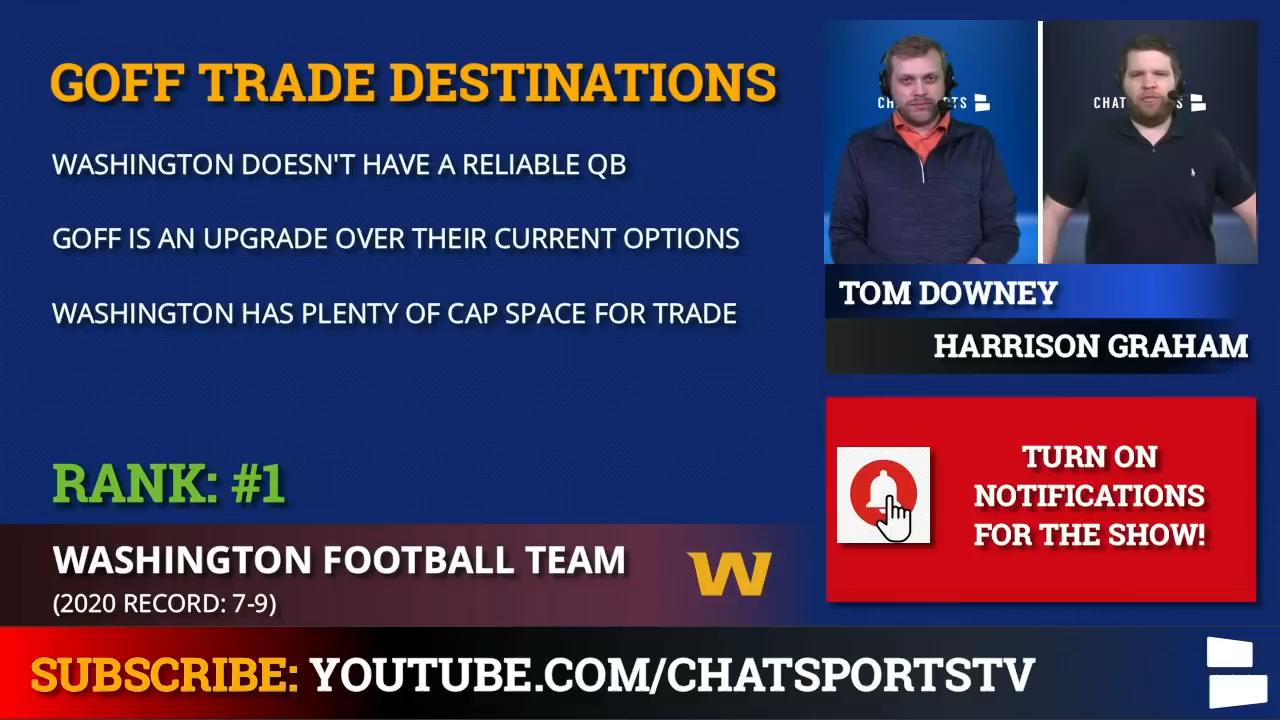 GOFF TRADE DESTINATIONS
WASHINGTON DOESN'T HAVE A RELIABLE QB
GOFF IS AN UPGRADE OVER THEIR CURRENT OPTIONS
WASHINGTON HAS PLENTY OF CAP SPACE FOR TRADE
RANK: #1
WASHINGTON FOOTBALL TEAM
(2020 RECORD: 7-9)
W
TOM DOWNEY
HARRISON GRAHAM
TURN ON
NOTIFICATIONS
FOR THE SHOW!
SUBSCRIBE: YOUTUBE.COM/CHATSPORTSTV